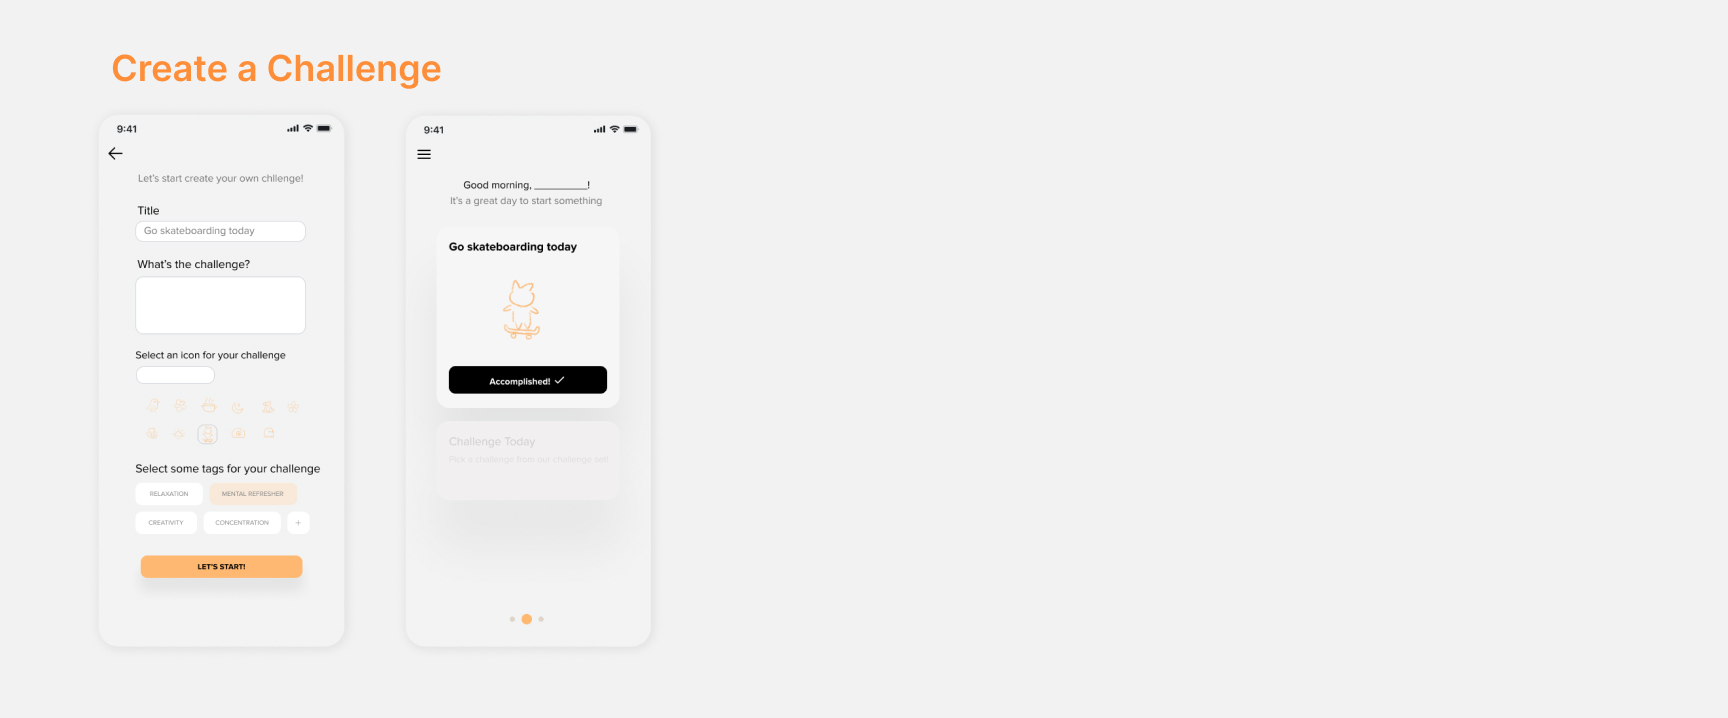 Create a Challenge
9:41
Let's start create your own chllenge!
Title
Go skateboarding today
What's the challenge?
Select an icon for your challenge
Select some tags for your challenge
RELAXATION
MENTAL REFRESHER
CREATIVITY
CONCENTRATION
+
LET'S START!
9:41
Good morning, __________!
It's a great day to start something
Go skateboarding today
Accomplished!
Challenge Today
Pick a challenge from our challenge set!